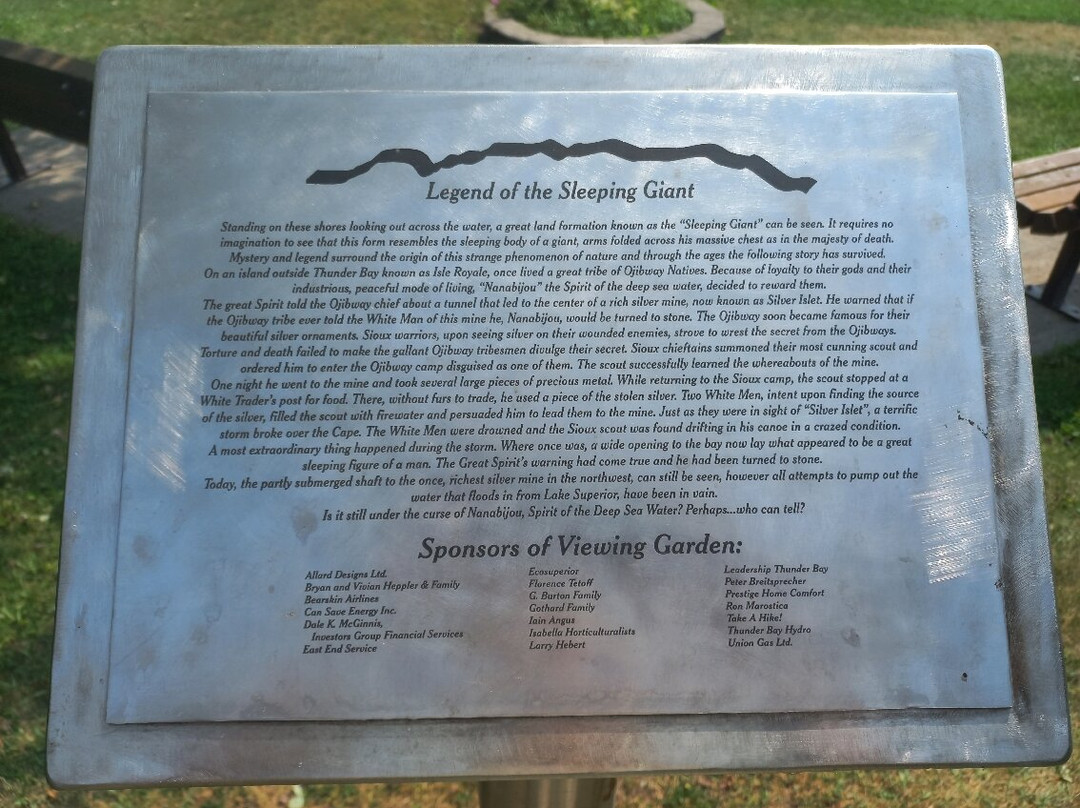 Legend of the Sleeping Giant
Standing on these shores looking out across the water, a great land formation known as the "Sleeping Giant" can be seen. It requires no
imagination to see that this form resembles the sleeping body of a giant, arms folded across his massive chest as in the majesty of death.
Mystery and legend surround the origin of this strange phenomenon of nature and through the ages the following story has survived.
On an island outside Thunder Bay known as Isle Royale, once lived a great tribe of Ojibway Natives. Because of loyalty to their gods and their
industrious, peaceful mode of living, "Nanabijou" the Spirit of the deep sea water, decided to reward them.
The great Spirit told the Ojibway chief about a tunnel that led to the center of a rich silver mine, now known as Silver Islet. He warned that if
the Ojibway tribe ever told the White Man of this mine he, Nanabijou, would be turned to stone. The Ojibway soon became famous for their
beautiful silver ornaments. Sioux warriors, upon seeing silver on their wounded enemies, strove to wrest the secret from the Ojibways.
Torture and death failed to make the gallant Ojibway tribesmen divulge their secret. Sioux chieftains summoned their most cunning scout and
ordered him to enter the Ojibway camp disguised as one of them. The scout successfully learned the whereabouts of the mine.
One night he went to the mine and took several large pieces of precious metal. While returning to the Sioux camp, the scout stopped at a
White Trader's post for food. There, without furs to trade, he used a piece of the stolen silver. Two White Men, intent upon finding the source
of the silver, filled the scout with firewater and persuaded him to lead them to the mine. Just as they were in sight of "Silver Islet", a terrific
storm broke over the Cape. The White Men were drowned and the Sioux scout was found drifting in his canoe in a crazed condition.
A most extraordinary thing happened during the storm. Where once was, a wide opening to the bay now lay what appeared to be a great
sleeping figure of a man. The Great Spirit's warning had come true and he had been turned to stone.
Today, the partly submerged shaft to the once, richest silver mine in the northwest, can still be seen, however all attempts to pump out the
water that floods in from Lake Superior, have been in vain.
Is it still under the curse of Nanabijou, Spirit of the Deep Sea Water? Perhaps...who can tell?
Sponsors of Viewing Garden:
Allard Designs Ltd.
Bryan and Vivian Heppler & Family
Bearskin Airlines
Can Save Energy Inc.
Dale K. McGinnis,
Investors Group Financial Services
East End Service
Ecosuperior
Florence Tetoff
G. Burton Family
Gothard Family
Iain Angus
Isabella Horticulturalists
Larry Hebert
Leadership Thunder Bay
Peter Breitsprecher
Prestige Home Comfort
Ron Marostica
Take A Hike!
Thunder Bay Hydro
Union Gas Ltd.